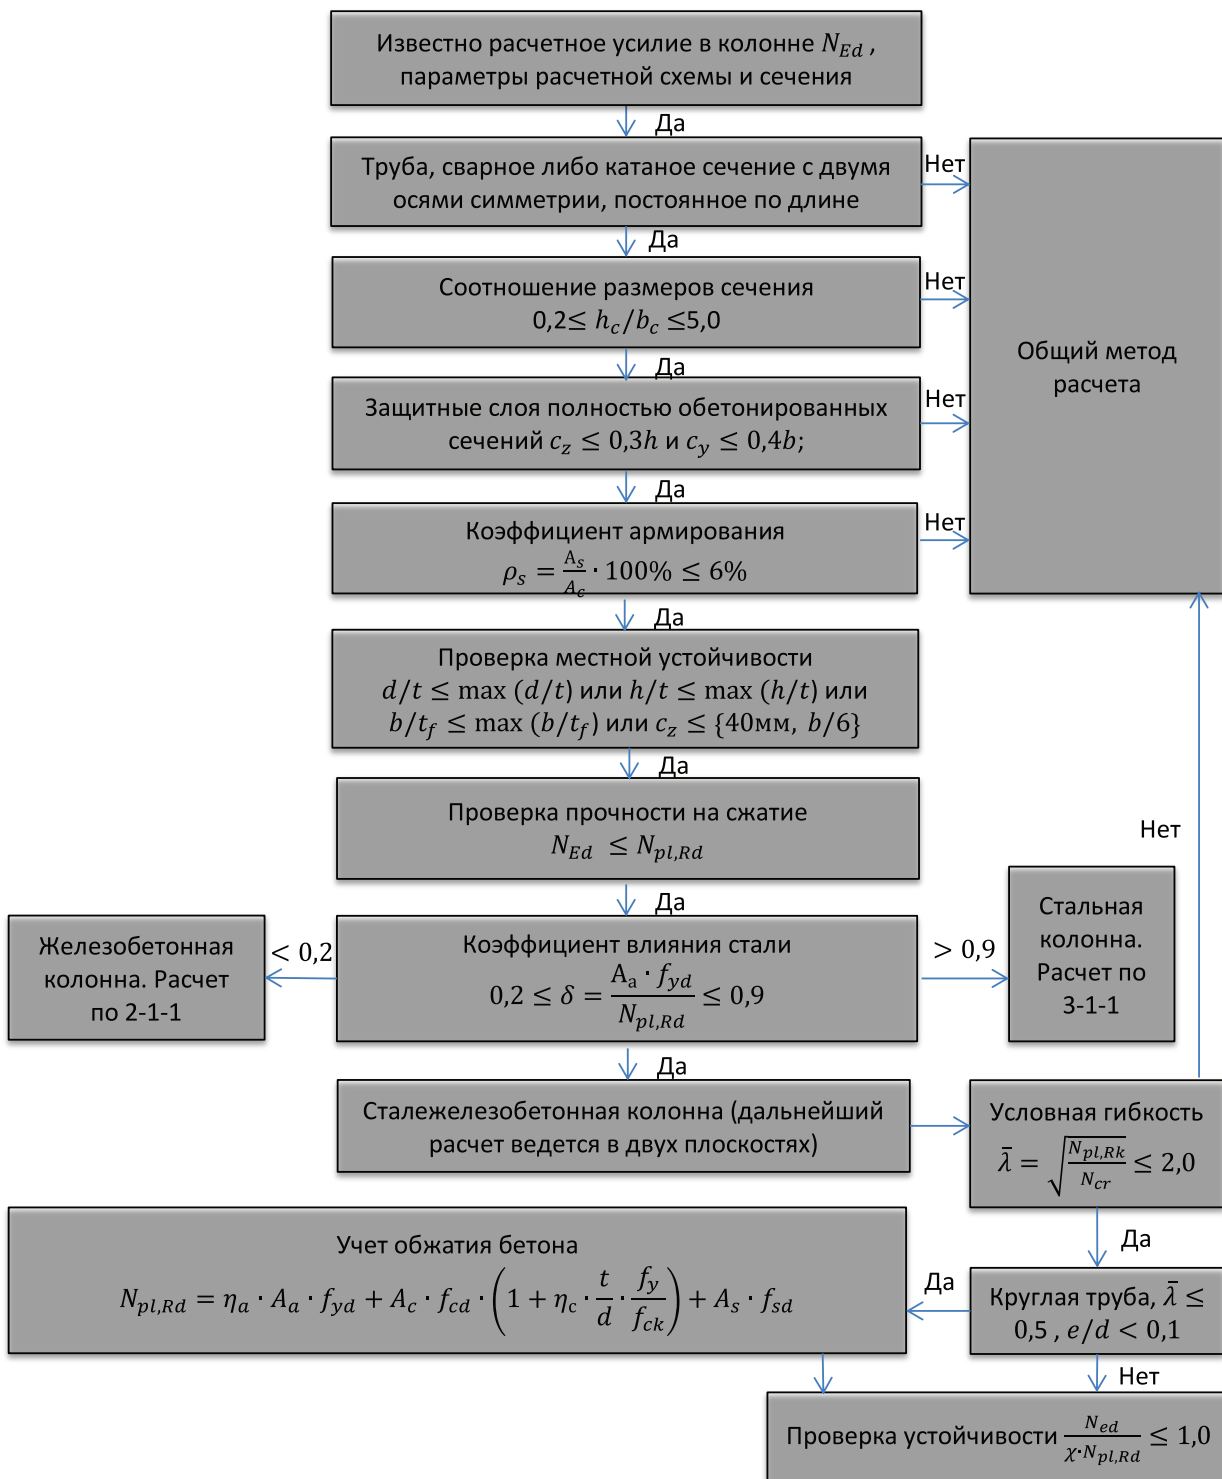 Известно расчетное усилие в колонне N_Ed ,
параметры расчетной схемы и сечения
Да
Труба, сварное либо катаное сечение с двумя
осями симметрии, постоянное по длине
Нет
Да
Соотношение размеров сечения
0,2≤ h_c/b_c ≤5,0
Нет
Общий метод
расчета
Да
Защитные слоя полностью обетонированных
сечений c_z ≤ 0,3h и c_y ≤ 0,4b;
Нет
Да
Коэффициент армирования
ρ_s = A_s/A_c · 100% ≤ 6%
Нет
Да
Проверка местной устойчивости
d/t ≤ max (d/t) или h/t ≤ max (h/t) или
b/t_f ≤ max (b/t_f) или c_z ≤ {40мм, b/6}
Да
Проверка прочности на сжатие
N_Ed ≤ N_pl,Rd
Нет
Да
Железобетонная
колонна. Расчет
по 2-1-1
< 0,2
Коэффициент влияния стали
0,2 ≤ δ = A_a · f_yd / N_pl,Rd ≤ 0,9
> 0,9
Стальная
колонна.
Расчет по
3-1-1
Да
Сталежелезобетонная колонна (дальнейший
расчет ведется в двух плоскостях)
Условная гибкость
λ̄ = √(N_pl,Rk/N_cr) ≤ 2,0
Да
Круглая труба, λ̄ ≤
0,5 , e/d < 0,1
Да
Учет обжатия бетона
N_pl,Rd = η_a · A_a · f_yd + A_c · f_cd · (1 + η_c · t/d · f_y/f_ck) + A_s · f_sd
Нет
Проверка устойчивости N_ed/(χ·N_pl,Rd) ≤ 1,0